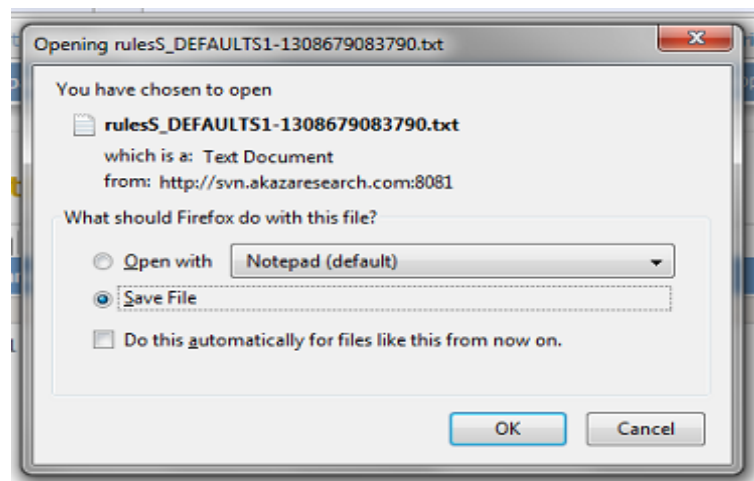 Opening rulesS_DEFAULTS1-1308679083790.txt
You have chosen to open
rulesS_DEFAULTS1-1308679083790.txt
which is a: Text Document
from: http://svn.akazaresearch.com:8081
What should Firefox do with this file?
Open with Notepad (default)
Save File
Do this automatically for files like this from now on.
OK Cancel